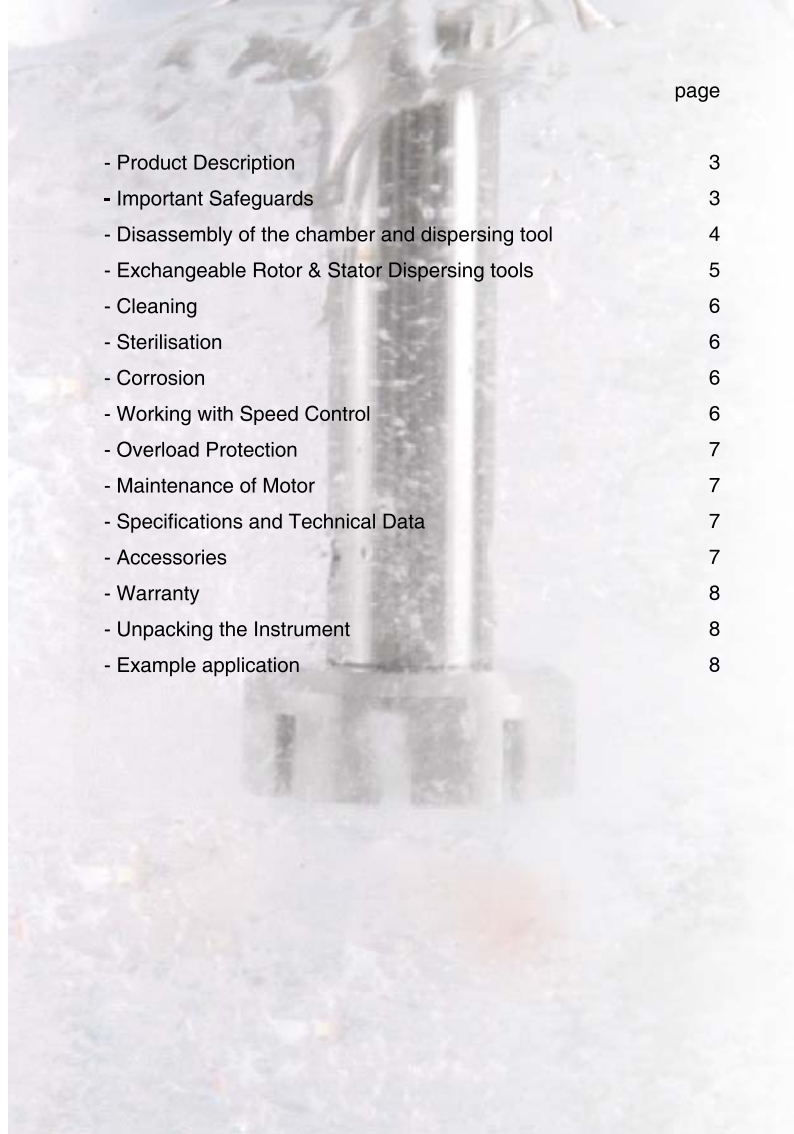 page
- Product Description 3
- Important Safeguards 3
- Disassembly of the chamber and dispersing tool 4
- Exchangeable Rotor & Stator Dispersing tools 5
- Cleaning 6
- Sterilisation 6
- Corrosion 6
- Working with Speed Control 6
- Overload Protection 7
- Maintenance of Motor 7
- Specifications and Technical Data 7
- Accessories 7
- Warranty 8
- Unpacking the Instrument 8
- Example application 8